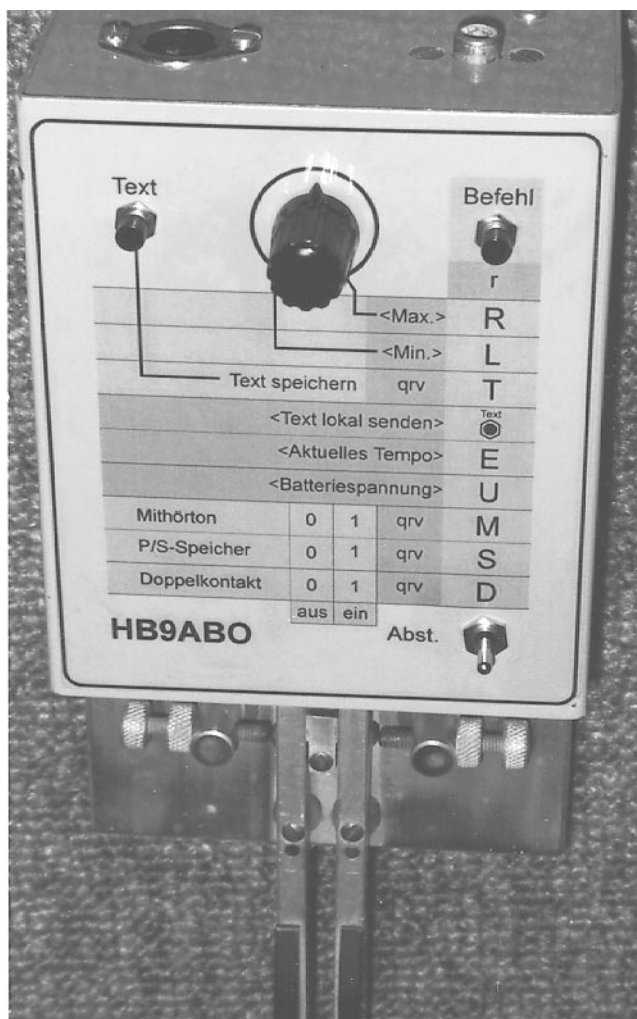 Text Befehl
r
<Max.> R
<Min.> L
Text speichern qrv T
<Text lokal senden> Text
<Aktuelles Tempo> E
<Batteriespannung> U
Mithörton 0 1 qrv M
P/S-Speicher 0 1 qrv S
Doppelkontakt 0 1 qrv D
aus ein
HB9ABO Abst.